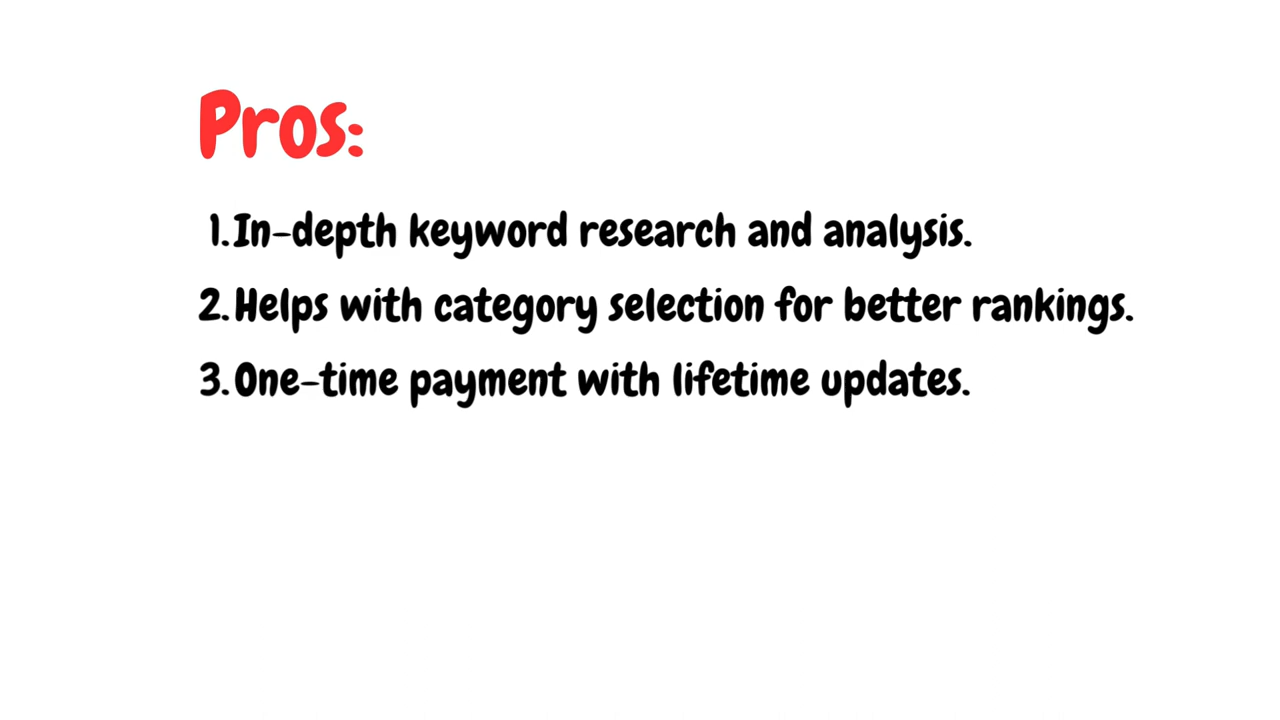 Pros:
1. In-depth keyword research and analysis.
2. Helps with category selection for better rankings.
3. One-time payment with lifetime updates.